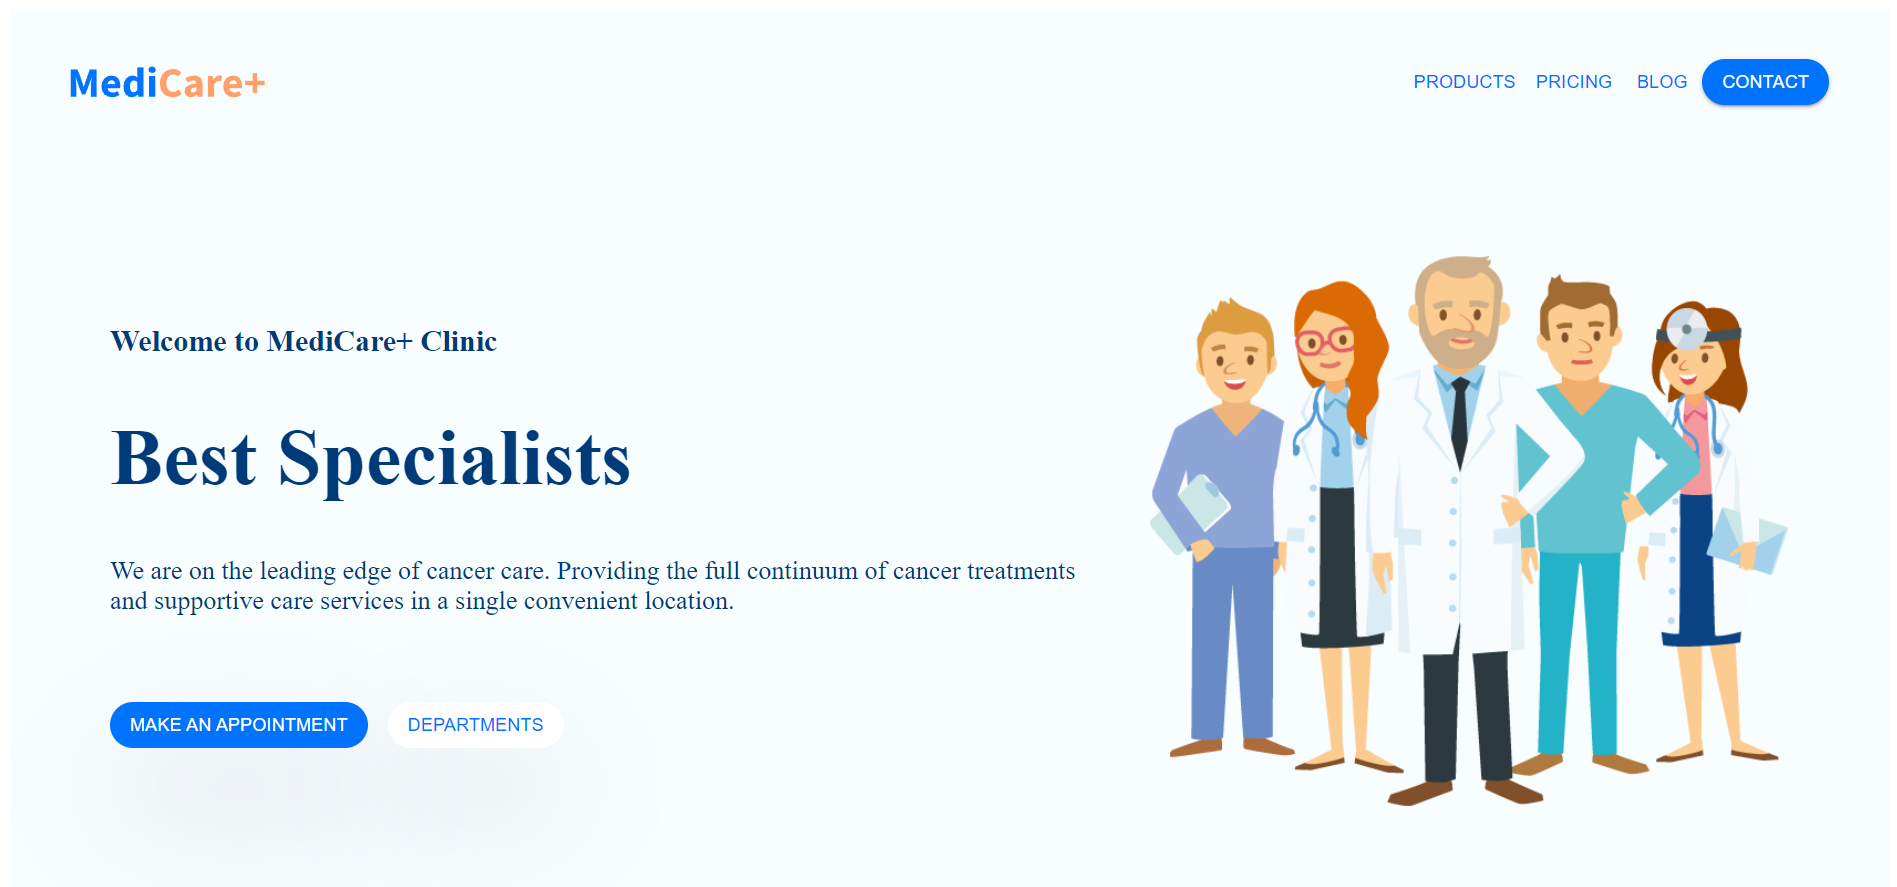 MediCare+
PRODUCTS PRICING BLOG CONTACT
Welcome to MediCare+ Clinic
Best Specialists
We are on the leading edge of cancer care. Providing the full continuum of cancer treatments
and supportive care services in a single convenient location.
MAKE AN APPOINTMENT DEPARTMENTS